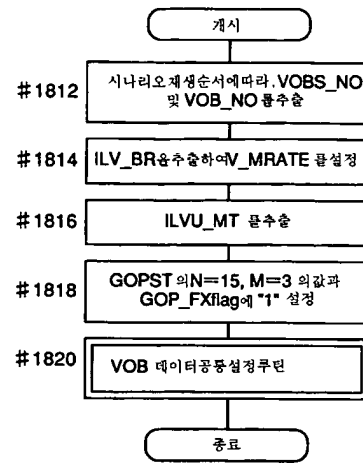 개시
#1812
시나리오재생순서에따라, VOBS_NO
및 VOB_NO 를추출
#1814
ILV_BR을추출하여V_MRATE 를설정
#1816
ILVU_MT 를추출
#1818
GOPST 의N=15, M=3 의값과
GOP_FXflag에 "1" 설정
#1820
VOB 데이터공통설정루틴
종료